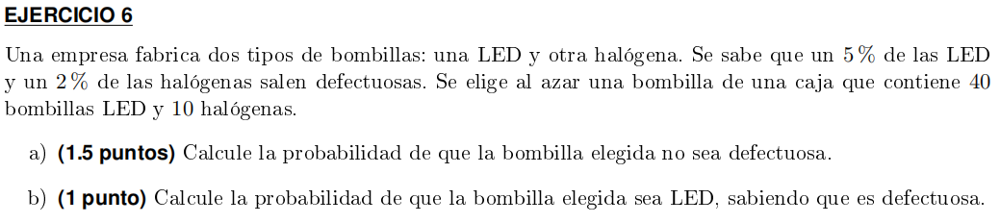 EJERCICIO 6
Una empresa fabrica dos tipos de bombillas: una LED y otra halógena. Se sabe que un 5 % de las LED
y un 2 % de las halógenas salen defectuosas. Se elige al azar una bombilla de una caja que contiene 40
bombillas LED y 10 halógenas.
a) (1.5 puntos) Calcule la probabilidad de que la bombilla elegida no sea defectuosa.
b) (1 punto) Calcule la probabilidad de que la bombilla elegida sea LED, sabiendo que es defectuosa.